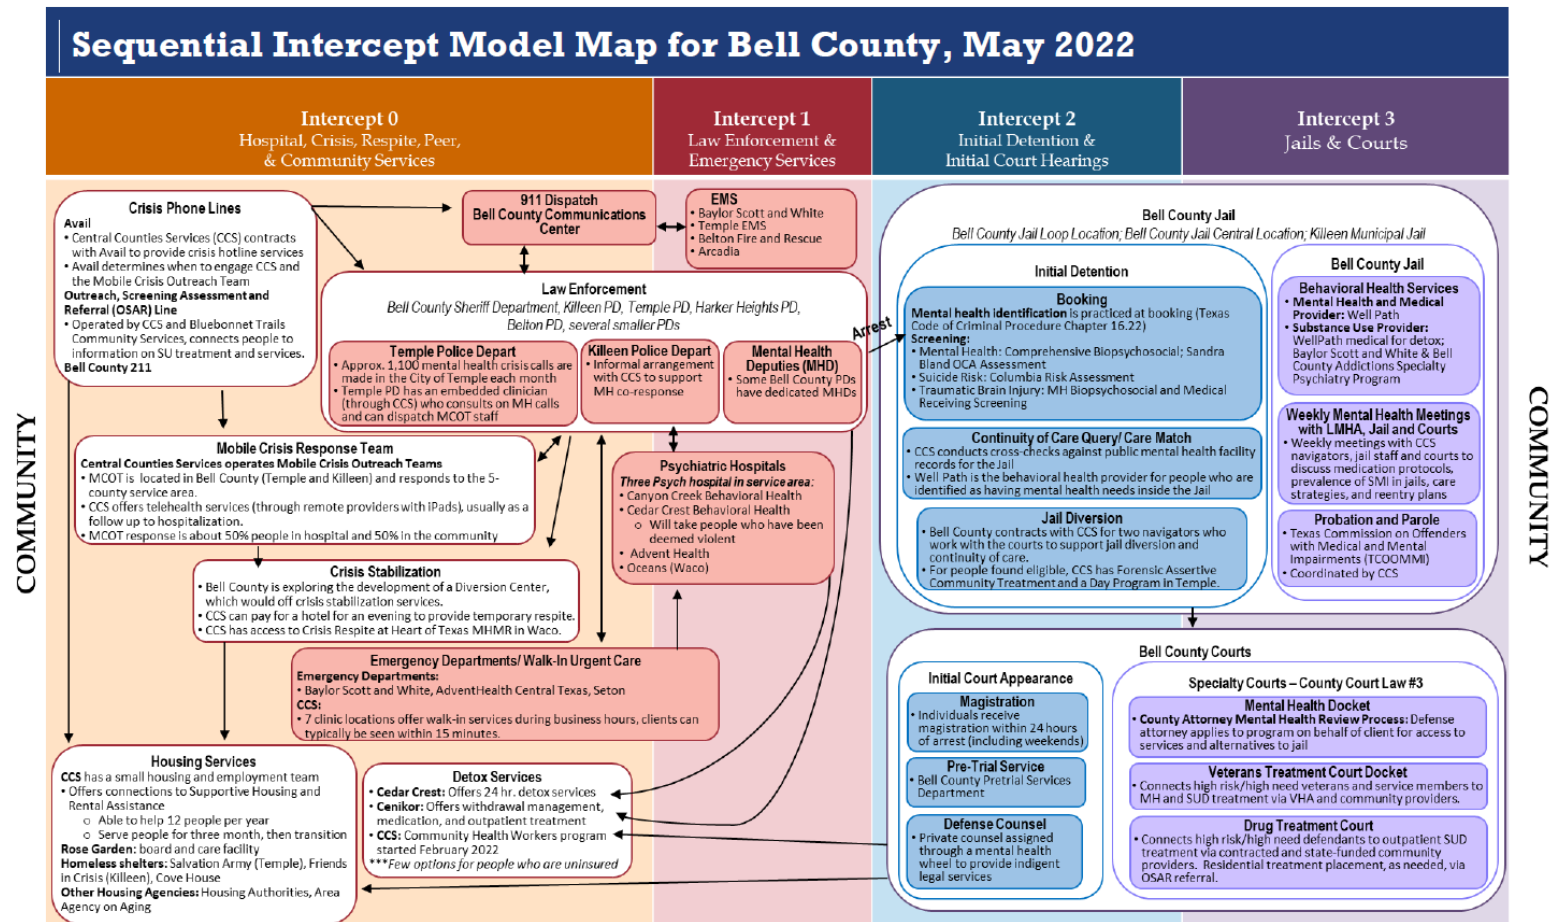 Sequential Intercept Model Map for Bell County, May 2022
Intercept 0
Hospital, Crisis, Respite, Peer,
& Community Services
Intercept 1
Law Enforcement &
Emergency Services
Intercept 2
Initial Detention &
Initial Court Hearings
Intercept 3
Jails & Courts
COMMUNITY
Crisis Phone Lines
Avail
• Central Counties Services (CCS) contracts
with Avail to provide crisis hotline services
• Avail determines when to engage CCS and
the Mobile Crisis Outreach Team
Outreach, Screening Assessment and
Referral (OSAR) Line
• Operated by CCS and Bluebonnet Trails
Community Services, connects people to
information on SU treatment and services.
Bell County 211
911 Dispatch
Bell County Communications
Center
EMS
• Baylor Scott and White
• Temple EMS
• Belton Fire and Rescue
• Arcadia
Law Enforcement
Bell County Sheriff Department, Killeen PD, Temple PD, Harker Heights PD,
Belton PD, several smaller PDs
Temple Police Depart
• Approx. 1,100 mental health crisis calls are
made in the City of Temple each month
• Temple PD has an embedded clinician
(through CCS) who consults on MH calls
and can dispatch MCOT staff
Killeen Police Depart
• Informal arrangement
with CCS to support
MH co-response
Mental Health
Deputies (MHD)
• Some Bell County PDs
have dedicated MHDs
Arrest
Mobile Crisis Response Team
Central Counties Services operates Mobile Crisis Outreach Teams
• MCOT is located in Bell County (Temple and Killeen) and responds to the 5-
county service area.
• CCS offers telehealth services (through remote providers with iPads), usually as a
follow up to hospitalization.
• MCOT response is about 50% people in hospital and 50% in the community
Psychiatric Hospitals
Three Psych hospital in service area:
• Canyon Creek Behavioral Health
• Cedar Crest Behavioral Health
o Will take people who have been
deemed violent
• Advent Health
• Oceans (Waco)
Crisis Stabilization
• Bell County is exploring the development of a Diversion Center,
which would off crisis stabilization services.
• CCS can pay for a hotel for an evening to provide temporary respite.
• CCS has access to Crisis Respite at Heart of Texas MHMR in Waco.
Emergency Departments/ Walk-In Urgent Care
Emergency Departments:
• Baylor Scott and White, AdventHealth Central Texas, Seton
CCS:
• 7 clinic locations offer walk-in services during business hours, clients can
typically be seen within 15 minutes.
Housing Services
CCS has a small housing and employment team
• Offers connections to Supportive Housing and
Rental Assistance
o Able to help 12 people per year
o Serve people for three month, then transition
Rose Garden: board and care facility
Homeless shelters: Salvation Army (Temple), Friends
in Crisis (Killeen), Cove House
Other Housing Agencies: Housing Authorities, Area
Agency on Aging
Detox Services
• Cedar Crest: Offers 24 hr. detox services
• Cenikor: Offers withdrawal management,
medication, and outpatient treatment
• CCS: Community Health Workers program
started February 2022
***Few options for people who are uninsured
Bell County Jail
Bell County Jail Loop Location; Bell County Jail Central Location; Killeen Municipal Jail
Initial Detention
Booking
Mental health identification is practiced at booking (Texas
Code of Criminal Procedure Chapter 16.22)
Screening:
• Mental Health: Comprehensive Biopsychosocial; Sandra
Bland OCA Assessment
• Suicide Risk: Columbia Risk Assessment
• Traumatic Brain Injury: MH Biopsychosocial and Medical
Receiving Screening
Continuity of Care Query/ Care Match
• CCS conducts cross-checks against public mental health facility
records for the Jail
• Well Path is the behavioral health provider for people who are
identified as having mental health needs inside the Jail
Jail Diversion
• Bell County contracts with CCS for two navigators who
work with the courts to support jail diversion and
continuity of care.
• For people found eligible, CCS has Forensic Assertive
Community Treatment and a Day Program in Temple.
Bell County Jail
Behavioral Health Services
• Mental Health and Medical
Provider: Well Path
• Substance Use Provider:
WellPath medical for detox;
Baylor Scott and White & Bell
County Addictions Specialty
Psychiatry Program
Weekly Mental Health Meetings
with LMHA, Jail and Courts
• Weekly meetings with CCS
navigators, jail staff and courts to
discuss medication protocols,
prevalence of SMI in jails, care
strategies, and reentry plans
Probation and Parole
• Texas Commission on Offenders
with Medical and Mental
Impairments (TCOOMMI)
• Coordinated by CCS
Bell County Courts
Initial Court Appearance
Magistration
• Individuals receive
magistration within 24 hours
of arrest (including weekends)
Pre-Trial Service
• Bell County Pretrial Services
Department
Defense Counsel
• Private counsel assigned
through a mental health
wheel to provide indigent
legal services
Specialty Courts – County Court Law #3
Mental Health Docket
• County Attorney Mental Health Review Process: Defense
attorney applies to program on behalf of client for access to
services and alternatives to jail
Veterans Treatment Court Docket
• Connects high risk/high need veterans and service members to
MH and SUD treatment via VHA and community providers.
Drug Treatment Court
• Connects high risk/high need defendants to outpatient SUD
treatment via contracted and state-funded community
providers. Residential treatment placement, as needed, via
OSAR referral.
COMMUNITY